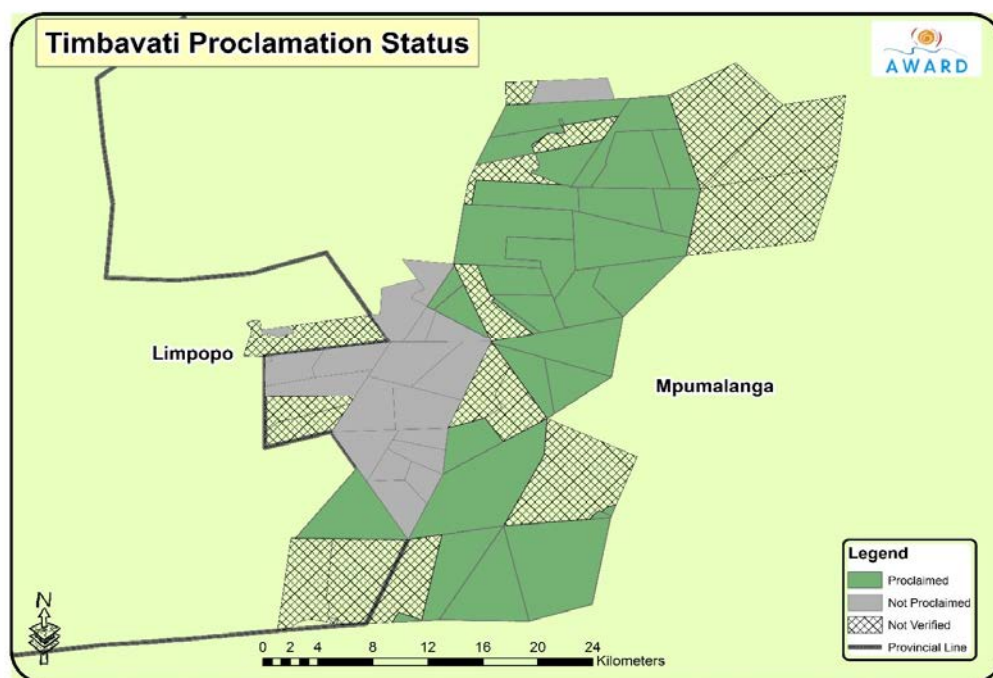 Timbavati Proclamation Status
AWARD
Limpopo
Mpumalanga
Legend
Proclaimed
Not Proclaimed
Not Verified
Provincial Line
N
0 2 4 8 12 16 20 24
Kilometers